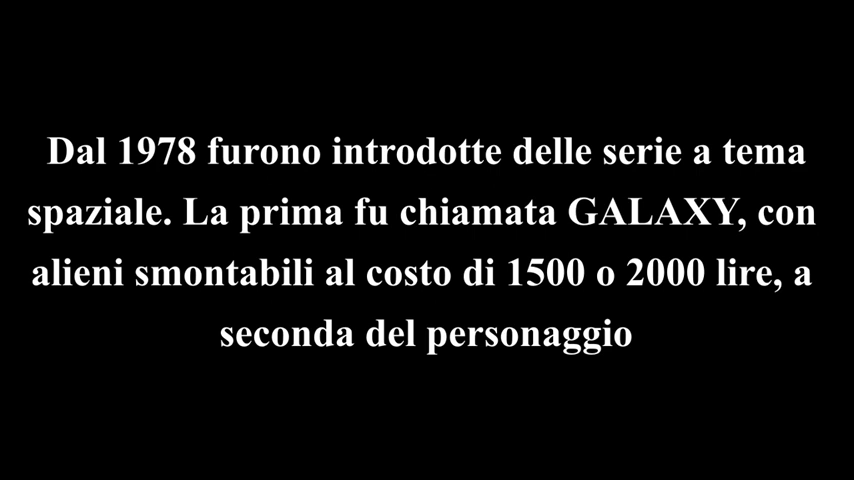 Dal 1978 furono introdotte delle serie a tema
spaziale. La prima fu chiamata GALAXY, con
alieni smontabili al costo di 1500 o 2000 lire, a
seconda del personaggio